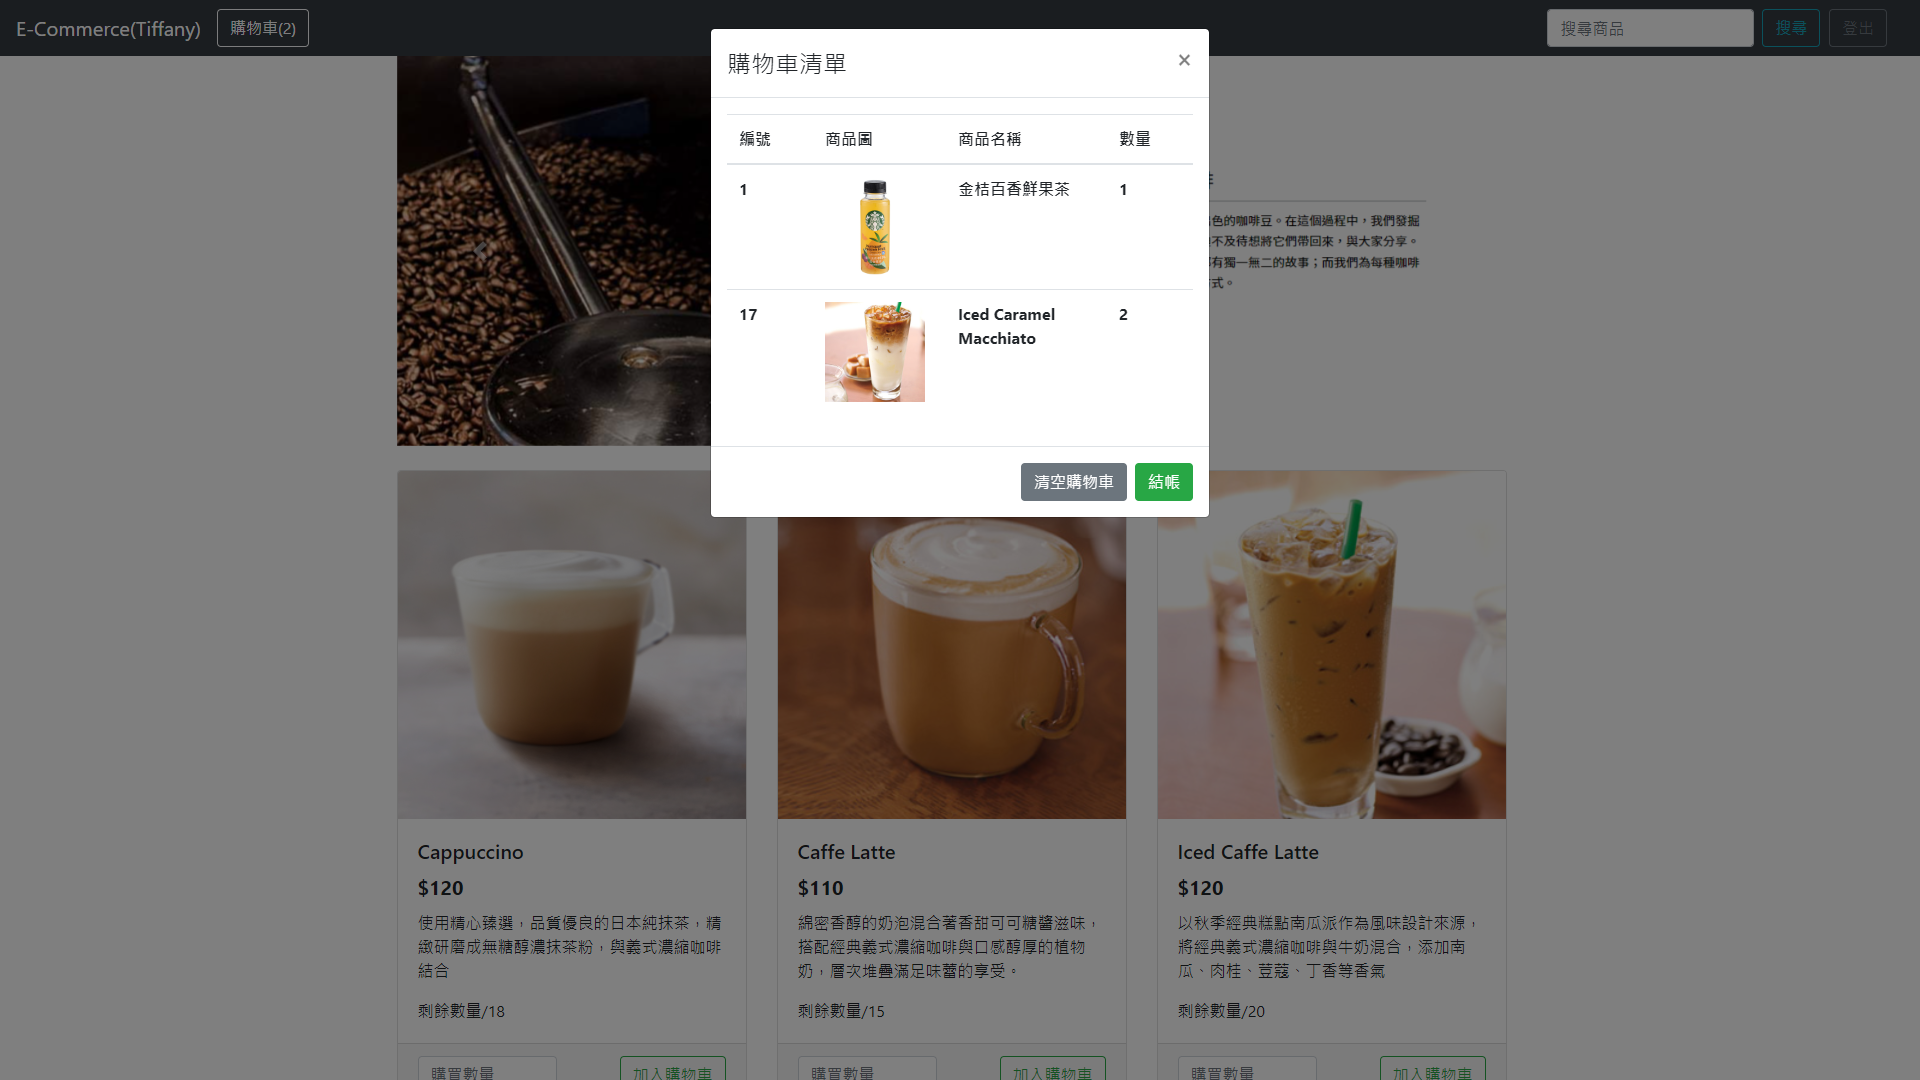 E-Commerce(Tiffany) 購物車(2) 搜尋商品 搜尋 登出
購物車清單 ×
編號 商品圖 商品名稱 數量
1 金桔百香鮮果茶 1
17 Iced Caramel Macchiato 2
清空購物車 結帳
色的咖啡豆。在這個過程中，我們發掘
不及待想將它們帶回來，與大家分享。
有獨一無二的故事；而我們為每種咖啡
式。
Cappuccino
$120
使用精心臻選，品質優良的日本純抹茶，精
緻研磨成無糖醇濃抹茶粉，與義式濃縮咖啡
結合
剩餘數量/18
購買數量 加入購物車
Caffe Latte
$110
綿密香醇的奶泡混合著香甜可可糖醬滋味，
搭配經典義式濃縮咖啡與口感醇厚的植物
奶，層次堆疊滿足味蕾的享受。
剩餘數量/15
購買數量 加入購物車
Iced Caffe Latte
$120
以秋季經典糕點南瓜派作為風味設計來源，
將經典義式濃縮咖啡與牛奶混合，添加南
瓜、肉桂、荳蔻、丁香等香氣
剩餘數量/20
購買數量 加入購物車